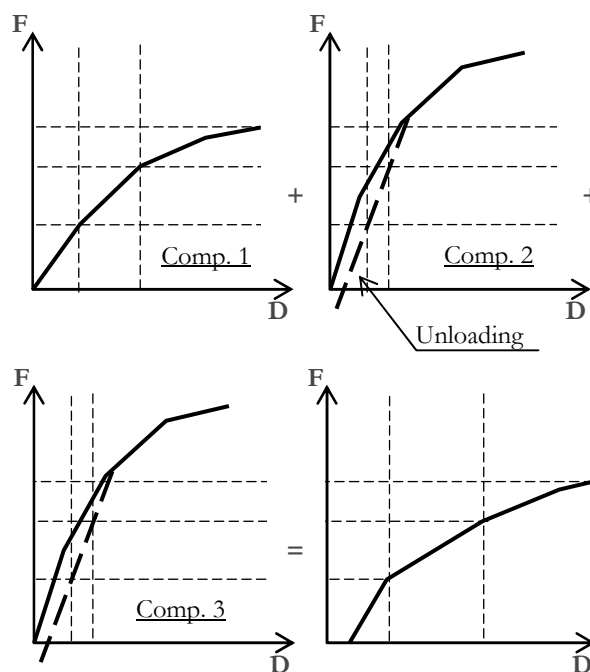 F
F
+
+
Comp. 1
Comp. 2
D
D
Unloading
F
F
=
Comp. 3
D
D